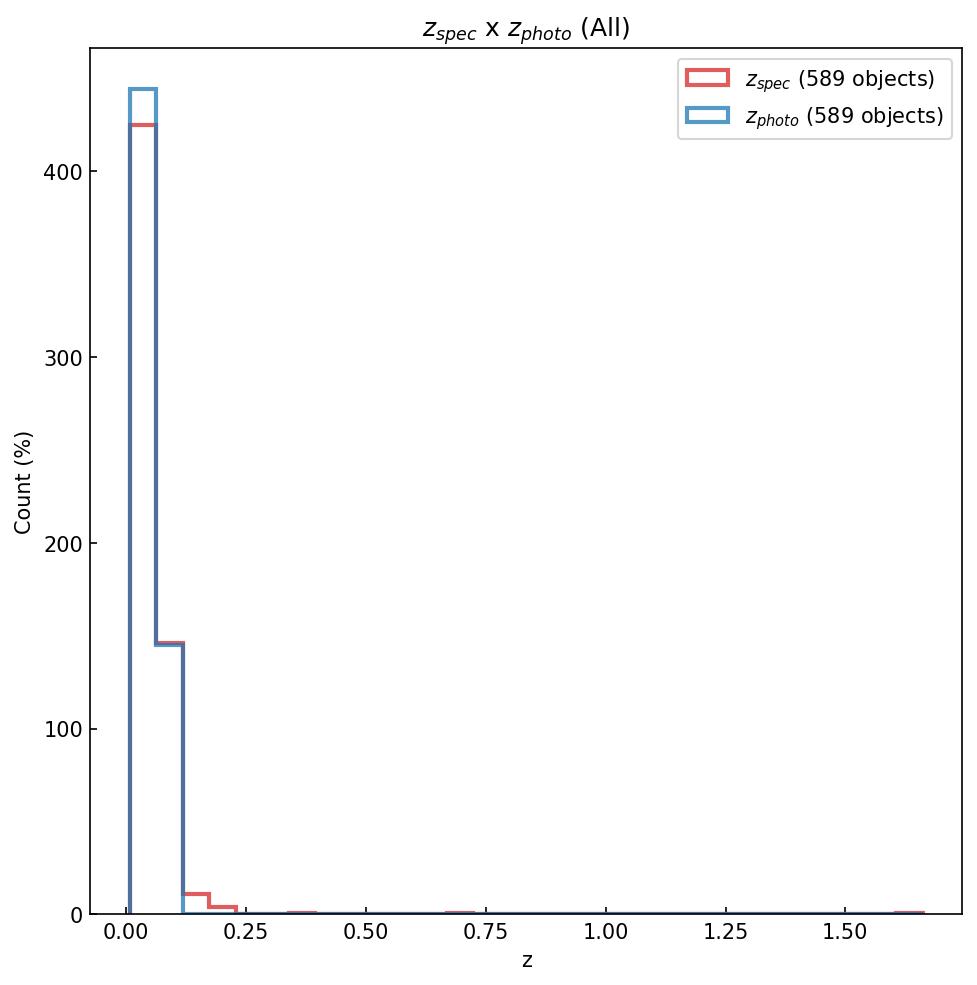 z_spec x z_photo (All)
z_spec (589 objects)
z_photo (589 objects)
Count (%)
400
300
200
100
0
0.00 0.25 0.50 0.75 1.00 1.25 1.50
z